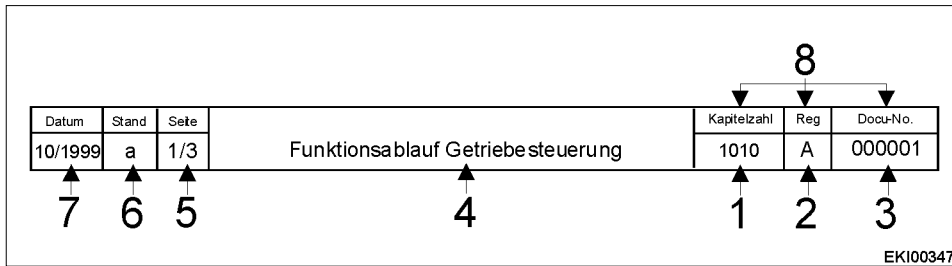 8
Datum Stand Seite Kapitelzahl Reg Docu-No.
10/1999 a 1/3 Funktionsablauf Getriebesteuerung 1010 A 000001
7 6 5 4 1 2 3
EKI00347